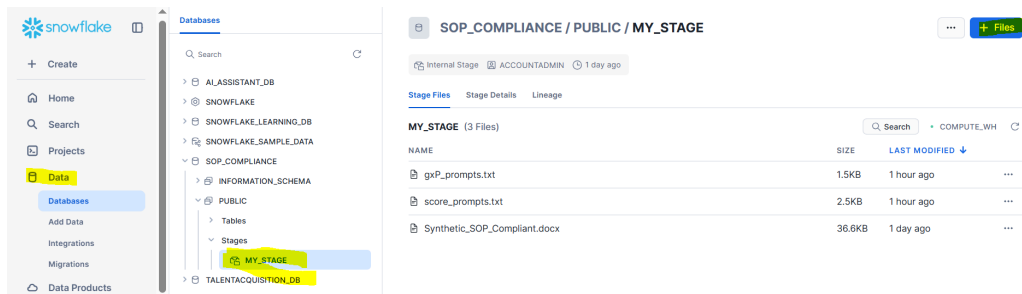 snowflake
Create
Home
Search
Projects
Data
Databases
Add Data
Integrations
Migrations
Data Products
Databases
Search
AI_ASSISTANT_DB
SNOWFLAKE
SNOWFLAKE_LEARNING_DB
SNOWFLAKE_SAMPLE_DATA
SOP_COMPLIANCE
INFORMATION_SCHEMA
PUBLIC
Tables
Stages
MY_STAGE
TALENTACQUISITION_DB
SOP_COMPLIANCE / PUBLIC / MY_STAGE
+ Files
Internal Stage ACCOUNTADMIN 1 day ago
Stage Files Stage Details Lineage
MY_STAGE (3 Files) Search COMPUTE_WH
NAME SIZE LAST MODIFIED
gxP_prompts.txt 1.5KB 1 hour ago
score_prompts.txt 2.5KB 1 hour ago
Synthetic_SOP_Compliant.docx 36.6KB 1 day ago